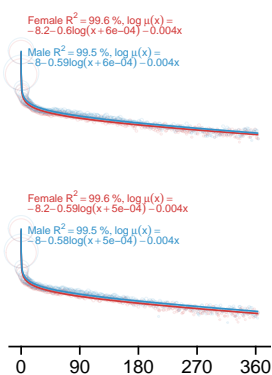 Female R² = 99.6 %, log μ(x) =
−8.2−0.6log(x + 6e−04) −0.004x
Male R² = 99.5 %, log μ(x) =
−8−0.59log(x + 6e−04) −0.004x
Female R² = 99.6 %, log μ(x) =
−8.2−0.59log(x + 5e−04) −0.004x
Male R² = 99.5 %, log μ(x) =
−8−0.58log(x + 5e−04) −0.004x
0 90 180 270 360